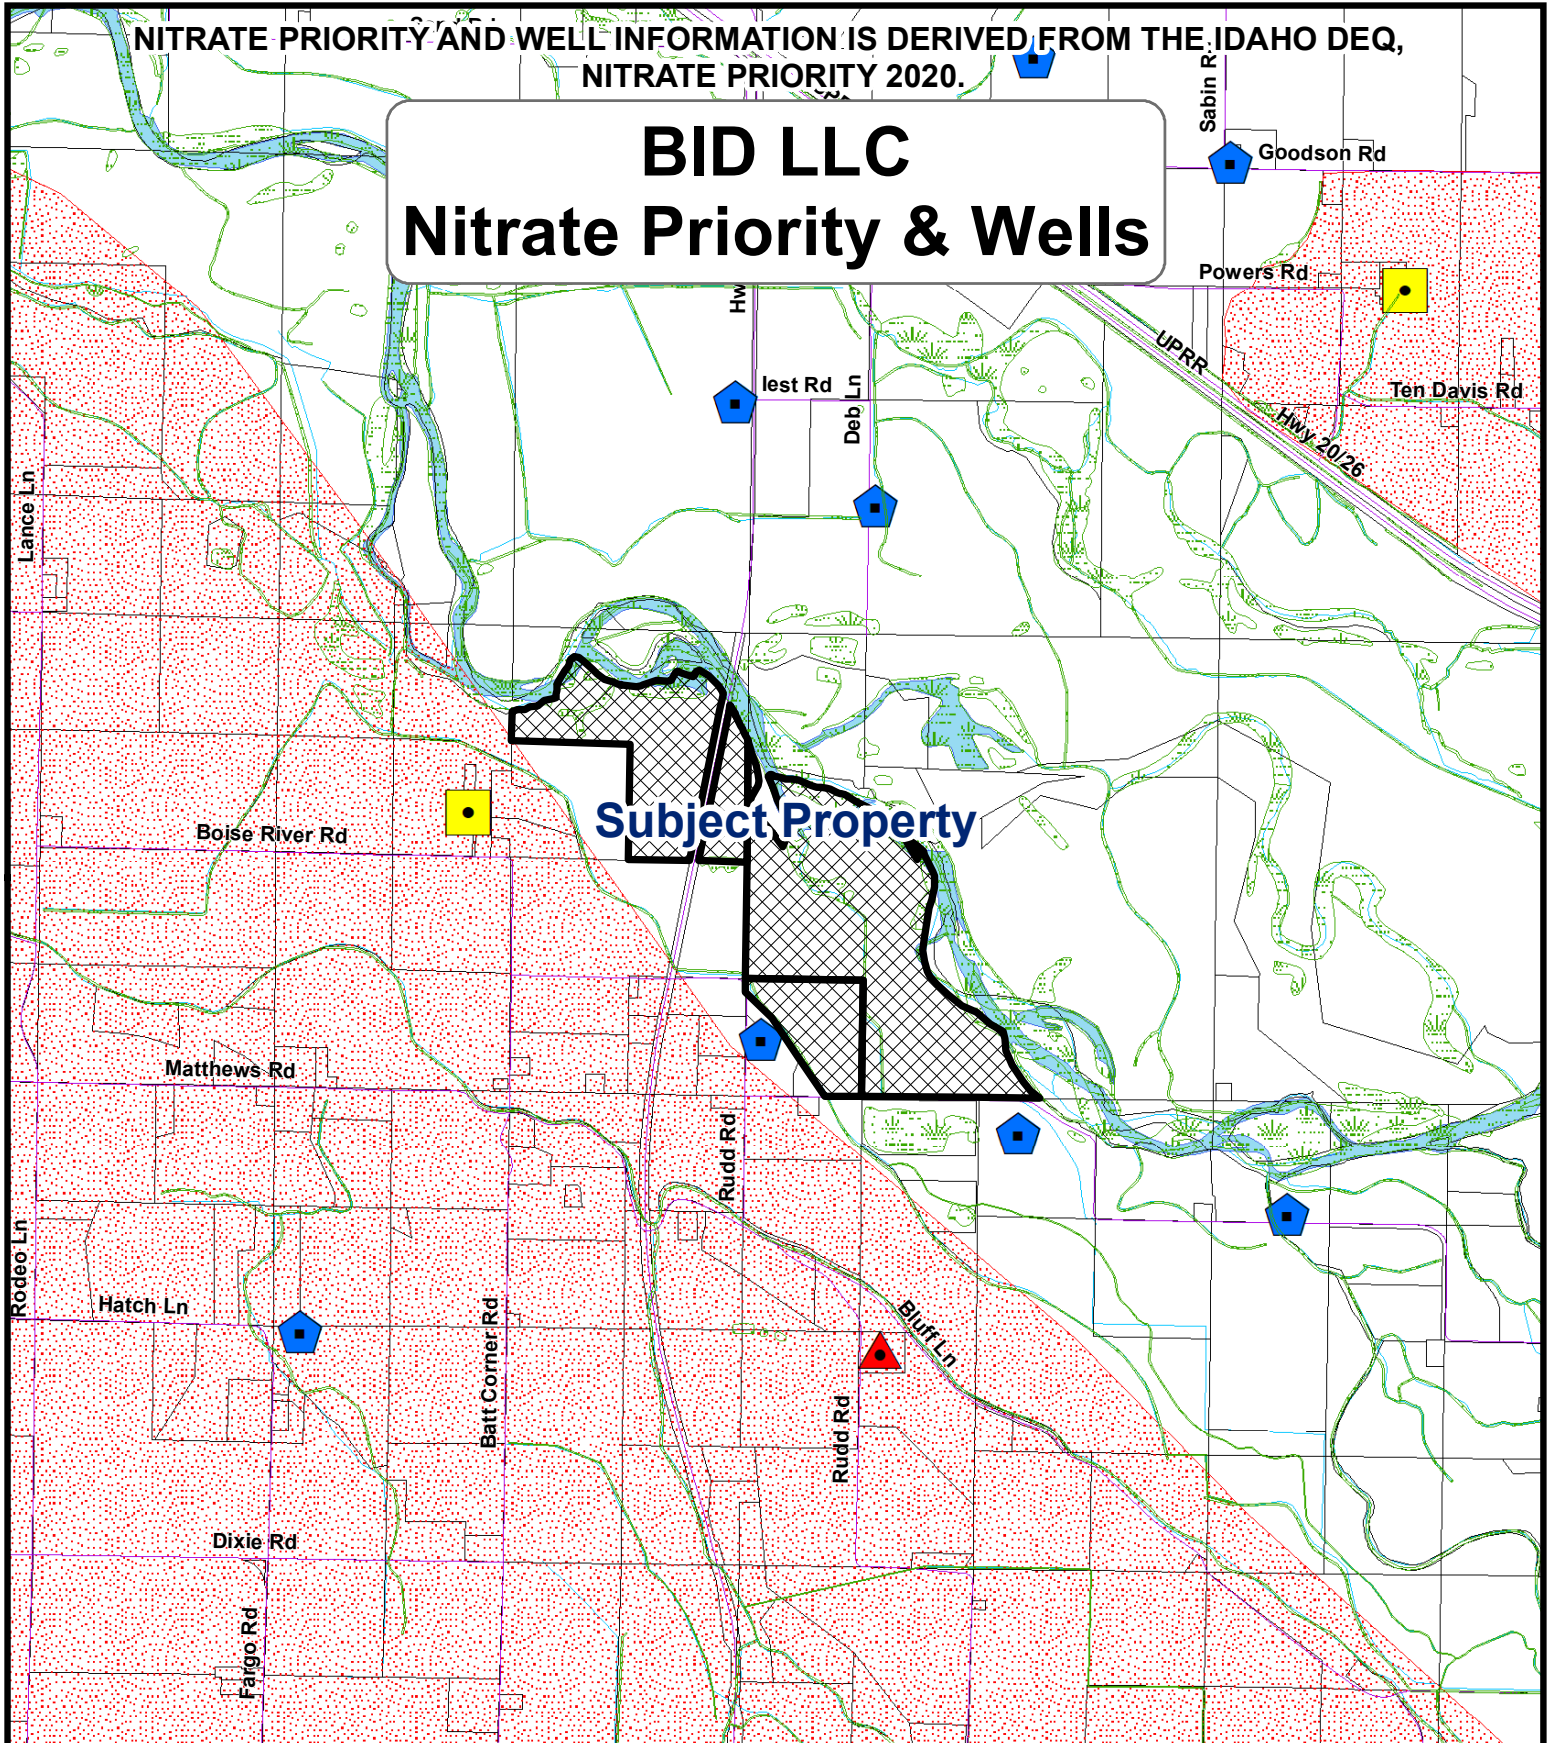 NITRATE PRIORITY AND WELL INFORMATION IS DERIVED FROM THE IDAHO DEQ,
NITRATE PRIORITY 2020.
BID LLC
Nitrate Priority & Wells
Goodson Rd
Powers Rd
UPRR
Ten Davis Rd
Hwy 20/26
lest Rd
Deb Ln
Lance Ln
Subject Property
Boise River Rd
Matthews Rd
Rudd Rd
Rodeo Ln
Hatch Ln
Batt Corner Rd
Bluff Ln
Rudd Rd
Dixie Rd
Fargo Rd